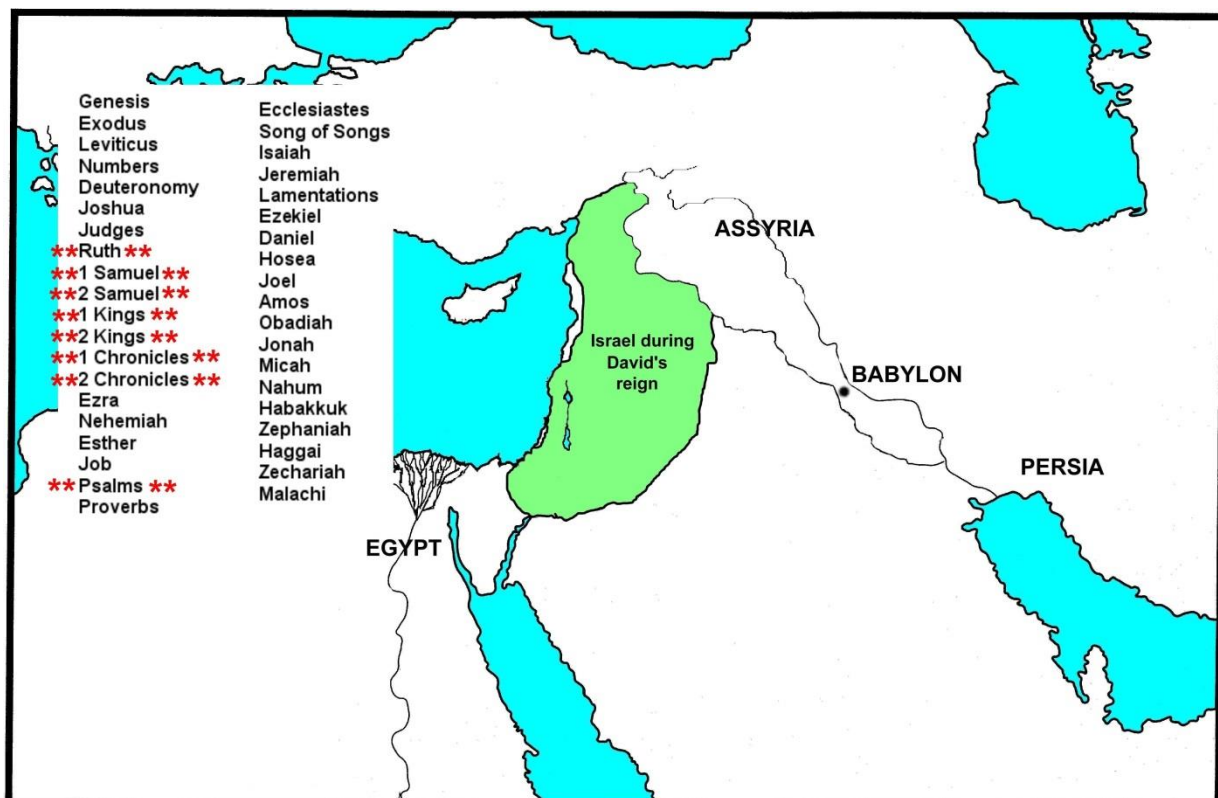 Genesis
Exodus
Leviticus
Numbers
Deuteronomy
Joshua
Judges
**Ruth **
**1 Samuel **
**2 Samuel **
**1 Kings **
**2 Kings **
**1 Chronicles **
**2 Chronicles **
Ezra
Nehemiah
Esther
Job
**Psalms **
Proverbs
Ecclesiastes
Song of Songs
Isaiah
Jeremiah
Lamentations
Ezekiel
Daniel
Hosea
Joel
Amos
Obadiah
Jonah
Micah
Nahum
Habakkuk
Zephaniah
Haggai
Zechariah
Malachi
ASSYRIA
Israel during
David's
reign
BABYLON
PERSIA
EGYPT